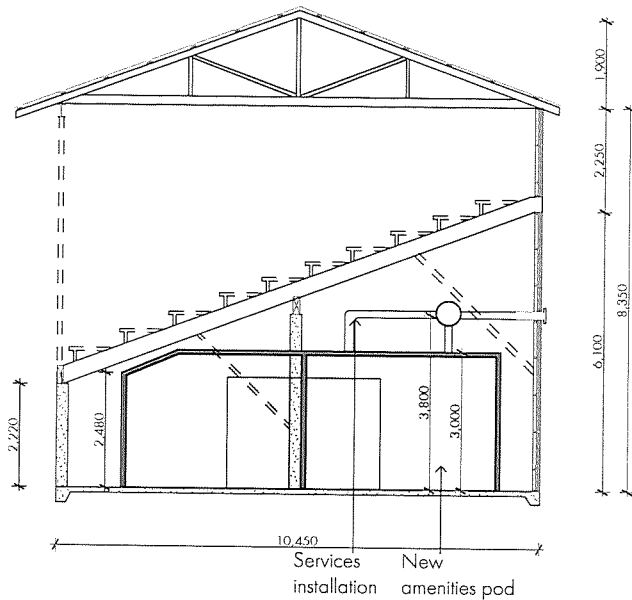 1,900
2,250
8,350
6,100
2,220
2,480
3,800
3,000
10,450
Services
installation
New
amenities pod